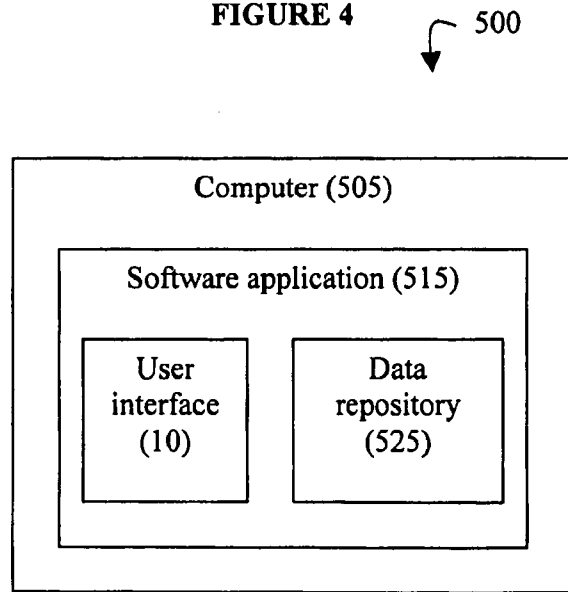 FIGURE 4
500
Computer (505)
Software application (515)
User
interface
(10)
Data
repository
(525)